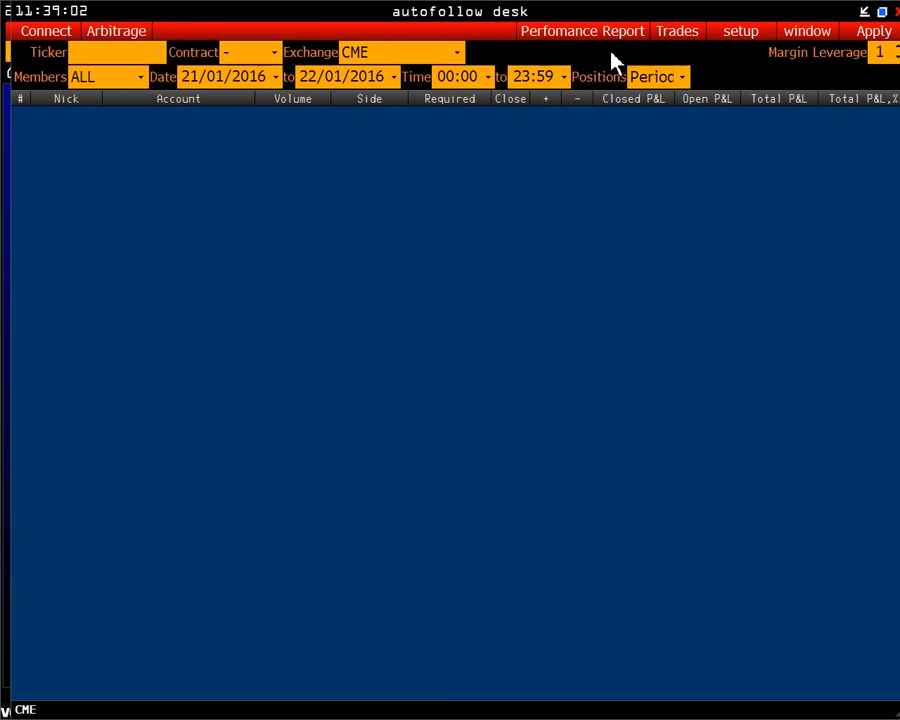 11:39:02 autofollow desk
Connect Arbitrage Perfomance Report Trades setup window Apply
Ticker Contract - Exchange CME Margin Leverage 1
Members ALL Date 21/01/2016 to 22/01/2016 Time 00:00 to 23:59 Positions Period
# Nick Account Volume Side Required Close + - Closed P&L Open P&L Total P&L Total P&L,%
CME